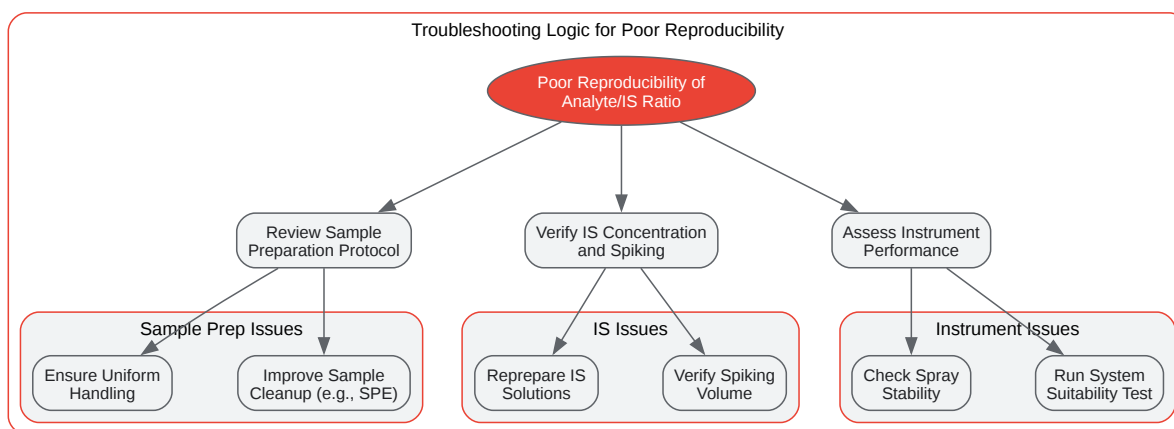 Troubleshooting Logic for Poor Reproducibility
Poor Reproducibility of
Analyte/IS Ratio
Review Sample
Preparation Protocol
Verify IS Concentration
and Spiking
Assess Instrument
Performance
Sample Prep Issues
Ensure Uniform
Handling
Improve Sample
Cleanup (e.g., SPE)
IS Issues
Reprepare IS
Solutions
Verify Spiking
Volume
Instrument Issues
Check Spray
Stability
Run System
Suitability Test